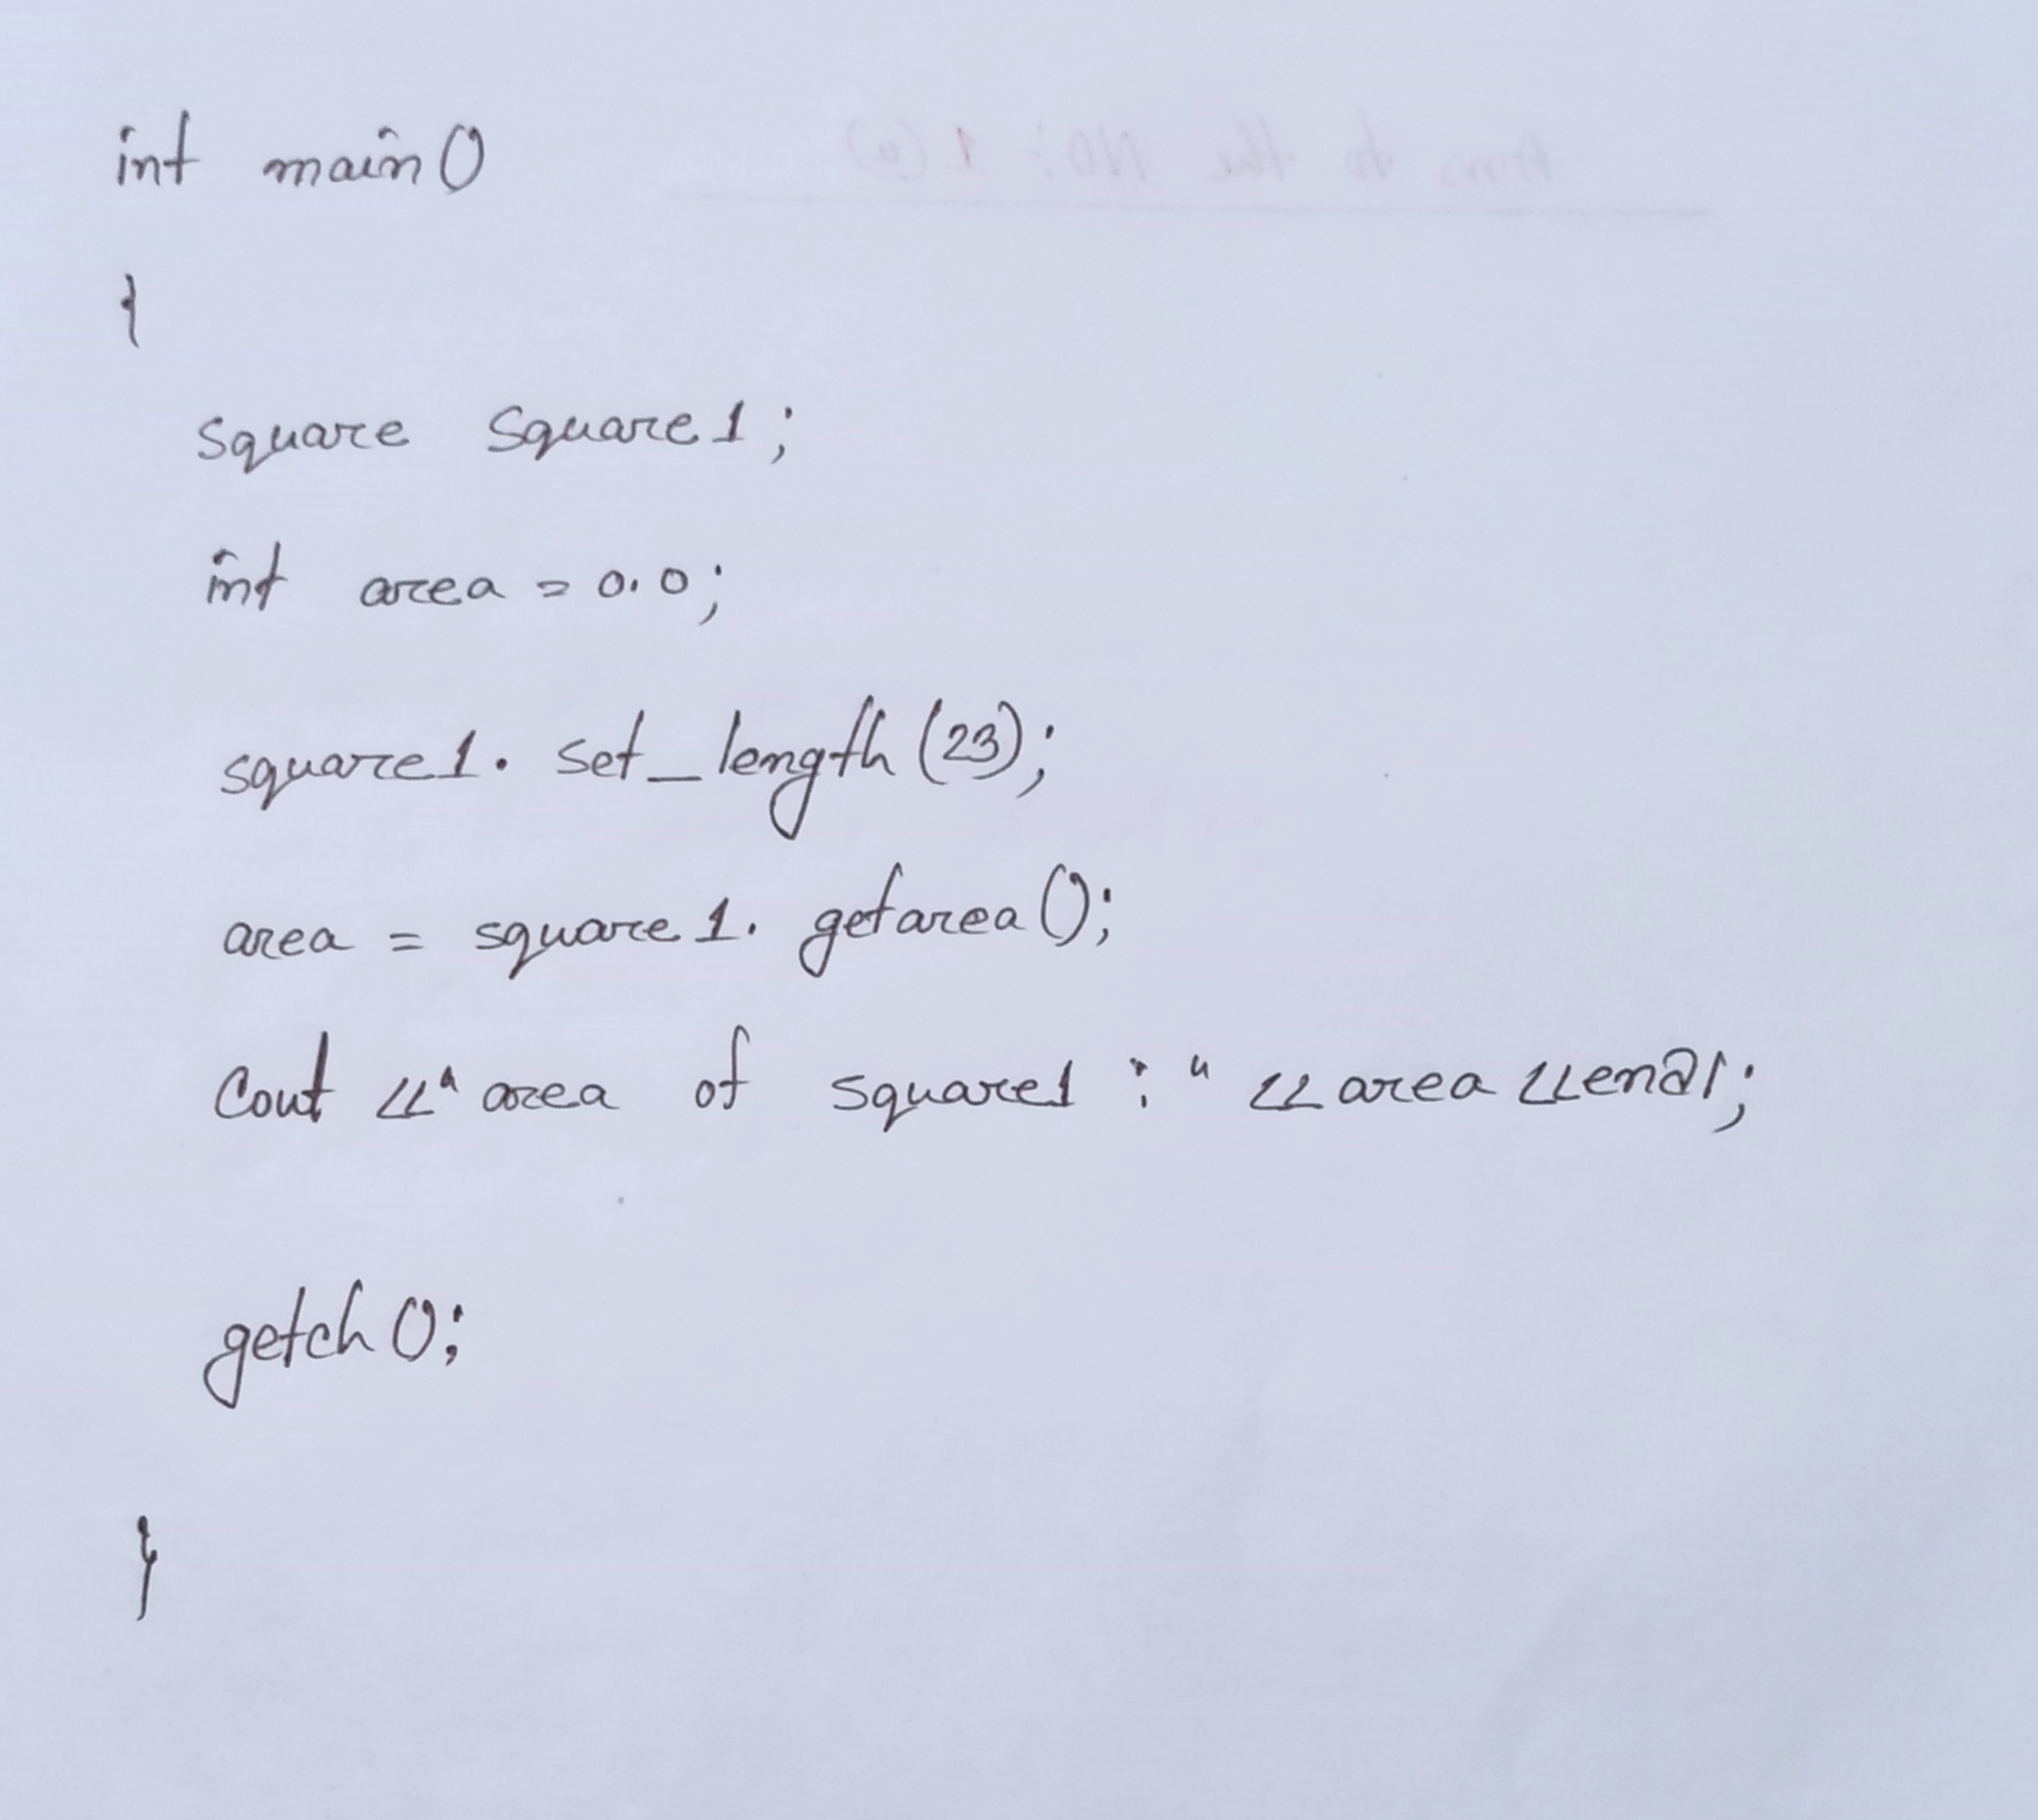 int main()
{
square Square1;
int area = 0.0;
square1. set_length (23);
area = square1. getarea ();
Cout <<" area of square1 : " << area <<endl;
getch ();
}